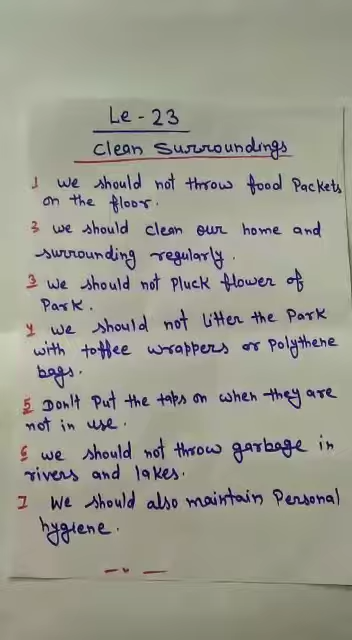 Le - 23
Clean Surroundings
1 We should not throw food Packets
on the floor.
3 we should clean our home and
surrounding regularly.
3 We should not Pluck flower of
Park.
4 we should not litter the Park
with toffee wrappers or Polythene
bags.
5 Don't Put the taps on when they are
not in use.
6 we should not throw garbage in
rivers and lakes.
7 We should also maintain Personal
hygiene.